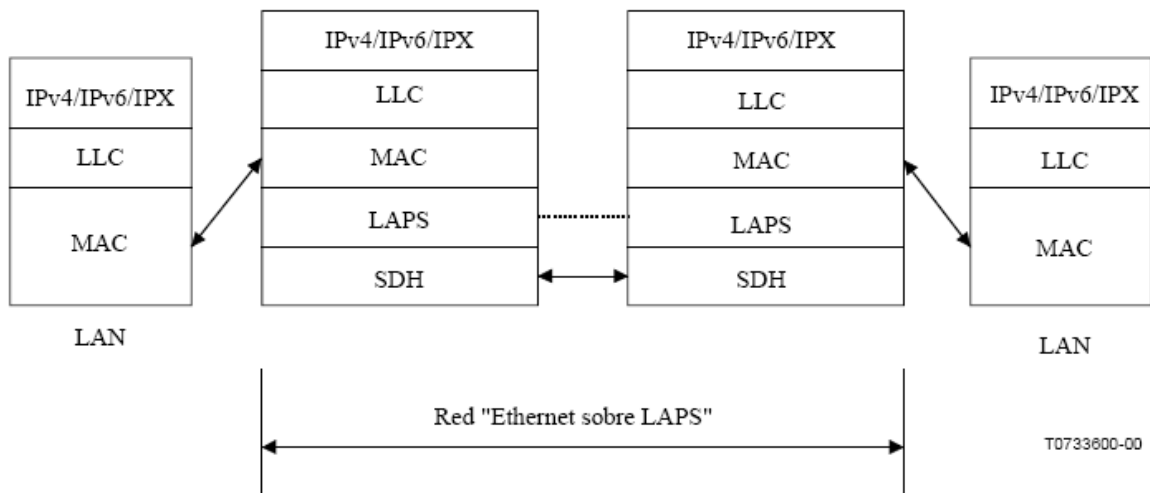 IPv4/IPv6/IPX
LLC
MAC
LAN
IPv4/IPv6/IPX
LLC
MAC
LAPS
SDH
IPv4/IPv6/IPX
LLC
MAC
LAPS
SDH
IPv4/IPv6/IPX
LLC
MAC
LAN
Red "Ethernet sobre LAPS"
T0733600-00